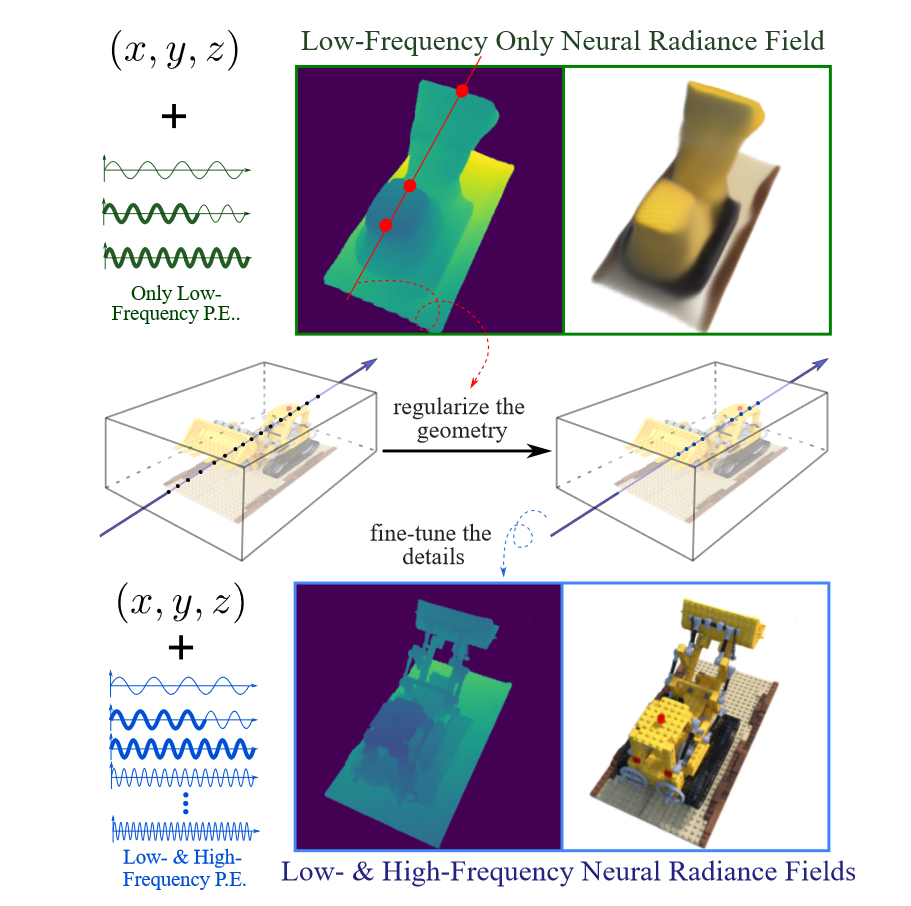 (x, y, z)
Low-Frequency Only Neural Radiance Field
+
Only Low-
Frequency P.E..
regularize the
geometry
fine-tune the
details
(x, y, z)
+
Low- & High-
Frequency P.E.
Low- & High-Frequency Neural Radiance Fields